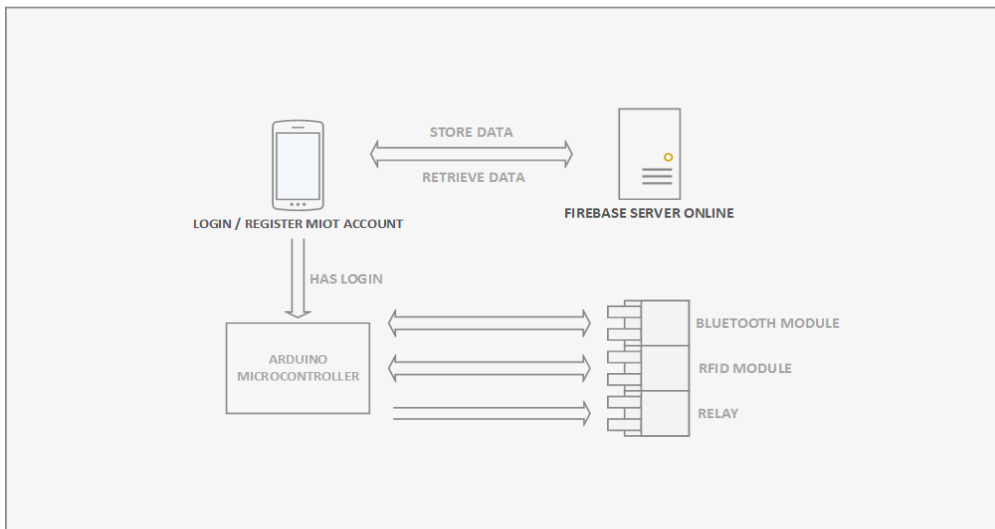 STORE DATA
RETRIEVE DATA
LOGIN / REGISTER MIOT ACCOUNT
FIREBASE SERVER ONLINE
HAS LOGIN
ARDUINO
MICROCONTROLLER
BLUETOOTH MODULE
RFID MODULE
RELAY